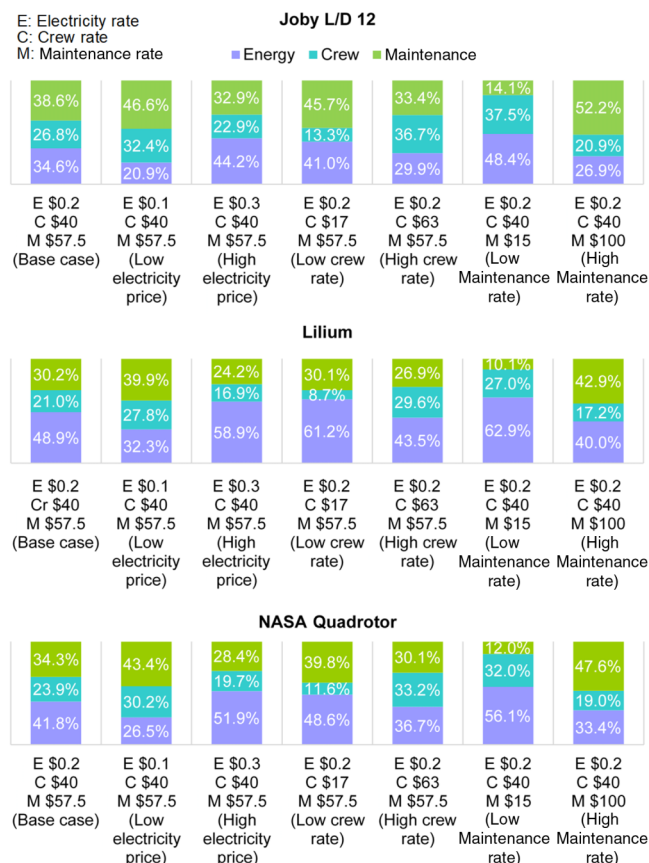 E: Electricity rate
C: Crew rate
M: Maintenance rate
Joby L/D 12
Energy Crew Maintenance
38.6% 46.6% 32.9% 45.7% 33.4% 14.1% 52.2%
26.8% 32.4% 22.9% 13.3% 36.7% 37.5% 20.9%
34.6% 20.9% 44.2% 41.0% 29.9% 48.4% 26.9%
E $0.2 E $0.1 E $0.3 E $0.2 E $0.2 E $0.2 E $0.2
C $40 C $40 C $40 C $17 C $63 C $40 C $40
M $57.5 M $57.5 M $57.5 M $57.5 M $57.5 M $15 M $100
(Base case) (Low (High (Low crew (High crew (Low (High
electricity electricity rate) rate) Maintenance Maintenance
price) price) rate) rate)
Lilium
30.2% 39.9% 24.2% 30.1% 26.9% 10.1% 42.9%
21.0% 27.8% 16.9% 8.7% 29.6% 27.0% 17.2%
48.9% 32.3% 58.9% 61.2% 43.5% 62.9% 40.0%
E $0.2 E $0.1 E $0.3 E $0.2 E $0.2 E $0.2 E $0.2
Cr $40 C $40 C $40 C $17 C $63 C $40 C $40
M $57.5 M $57.5 M $57.5 M $57.5 M $57.5 M $15 M $100
(Base case) (Low (High (Low crew (High crew (Low (High
electricity electricity rate) rate) Maintenance Maintenance
price) price) rate) rate)
NASA Quadrotor
34.3% 43.4% 28.4% 39.8% 30.1% 12.0% 47.6%
23.9% 30.2% 19.7% 11.6% 33.2% 32.0% 19.0%
41.8% 26.5% 51.9% 48.6% 36.7% 56.1% 33.4%
E $0.2 E $0.1 E $0.3 E $0.2 E $0.2 E $0.2 E $0.2
C $40 C $40 C $40 C $17 C $63 C $40 C $40
M $57.5 M $57.5 M $57.5 M $57.5 M $57.5 M $15 M $100
(Base case) (Low (High (Low crew (High crew (Low (High
electricity electricity rate) rate) Maintenance Maintenance
price) price) rate) rate)